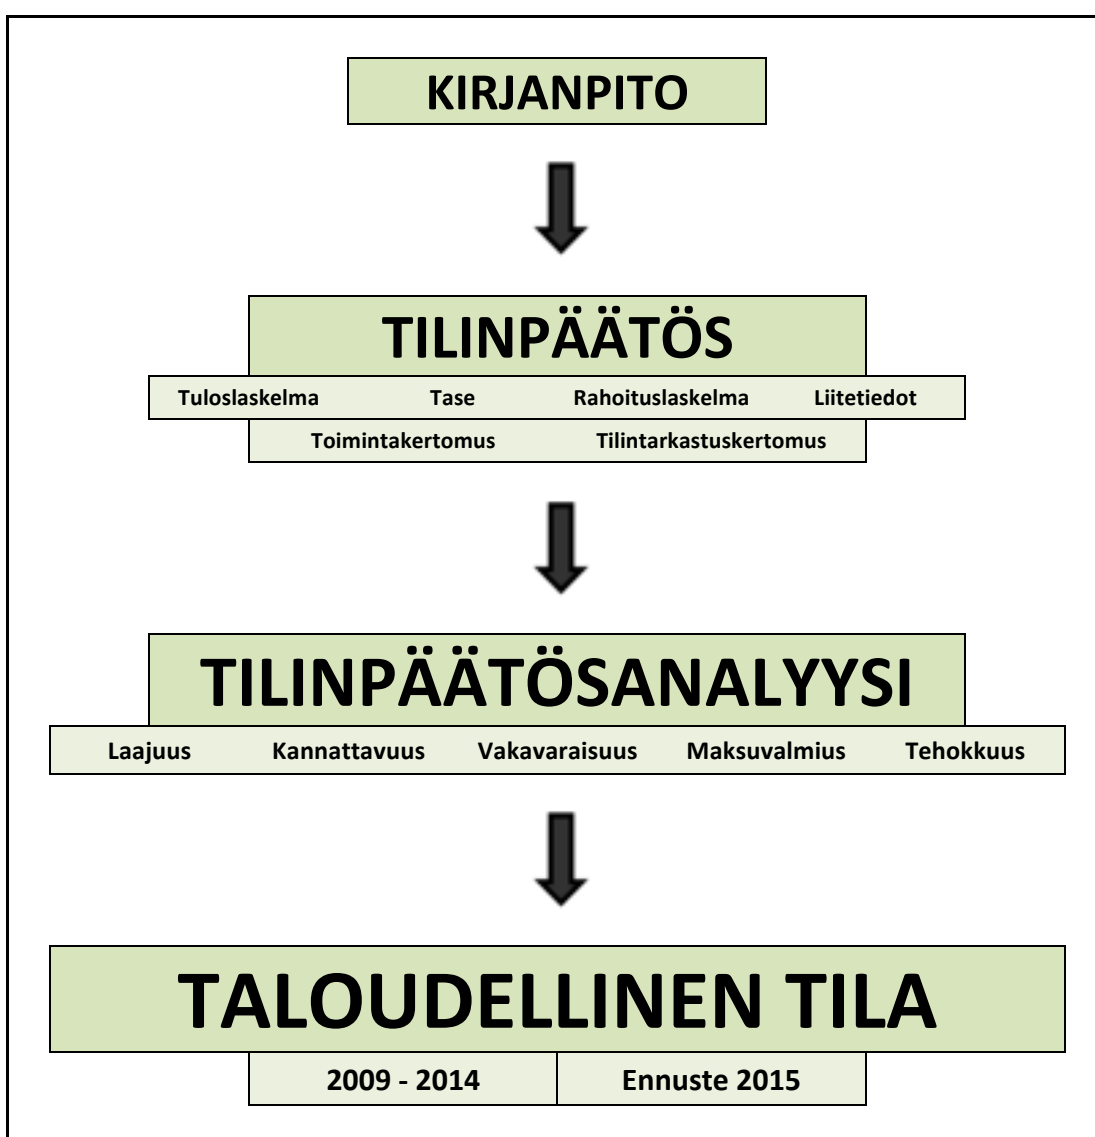 KIRJANPITO
TILINPÄÄTÖS
Tuloslaskelma Tase Rahoituslaskelma Liitetiedot
Toimintakertomus Tilintarkastuskertomus
TILINPÄÄTÖSANALYYSI
Laajuus Kannattavuus Vakavaraisuus Maksuvalmius Tehokkuus
TALOUDELLINEN TILA
2009 - 2014 Ennuste 2015